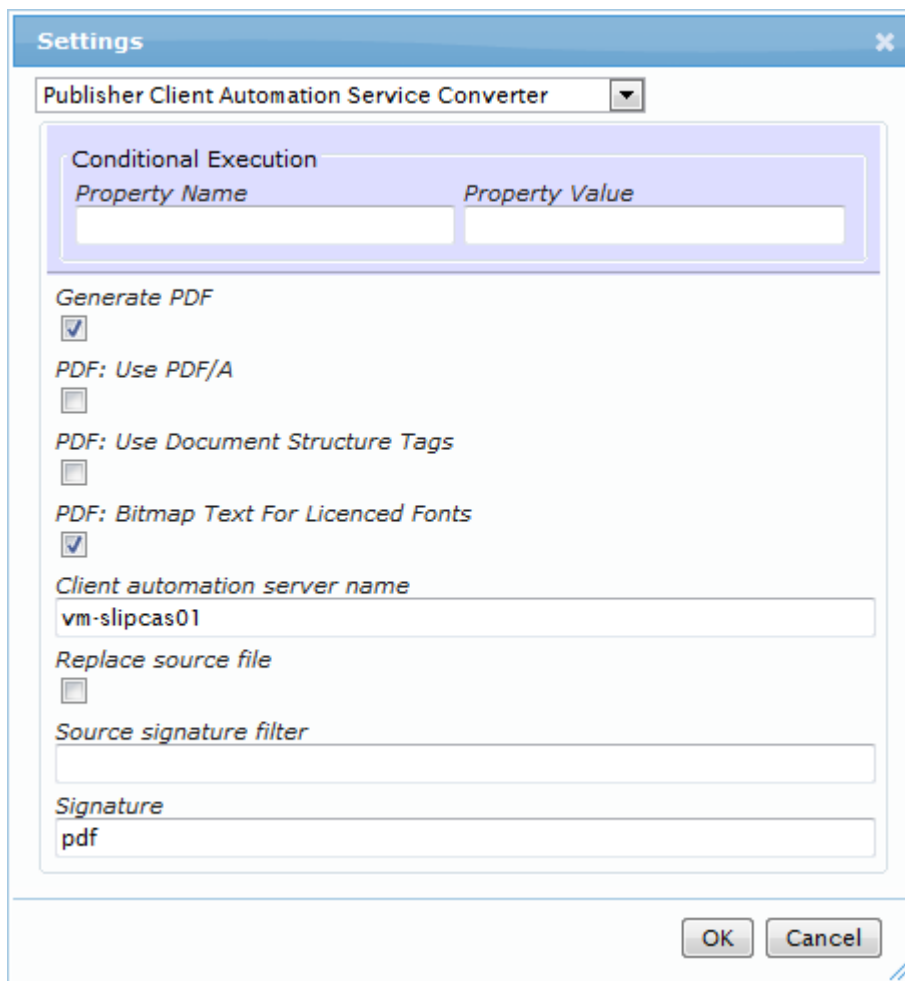 Settings
Publisher Client Automation Service Converter
Conditional Execution
Property Name Property Value
Generate PDF
PDF: Use PDF/A
PDF: Use Document Structure Tags
PDF: Bitmap Text For Licenced Fonts
Client automation server name
vm-slipcas01
Replace source file
Source signature filter
Signature
pdf
OK Cancel